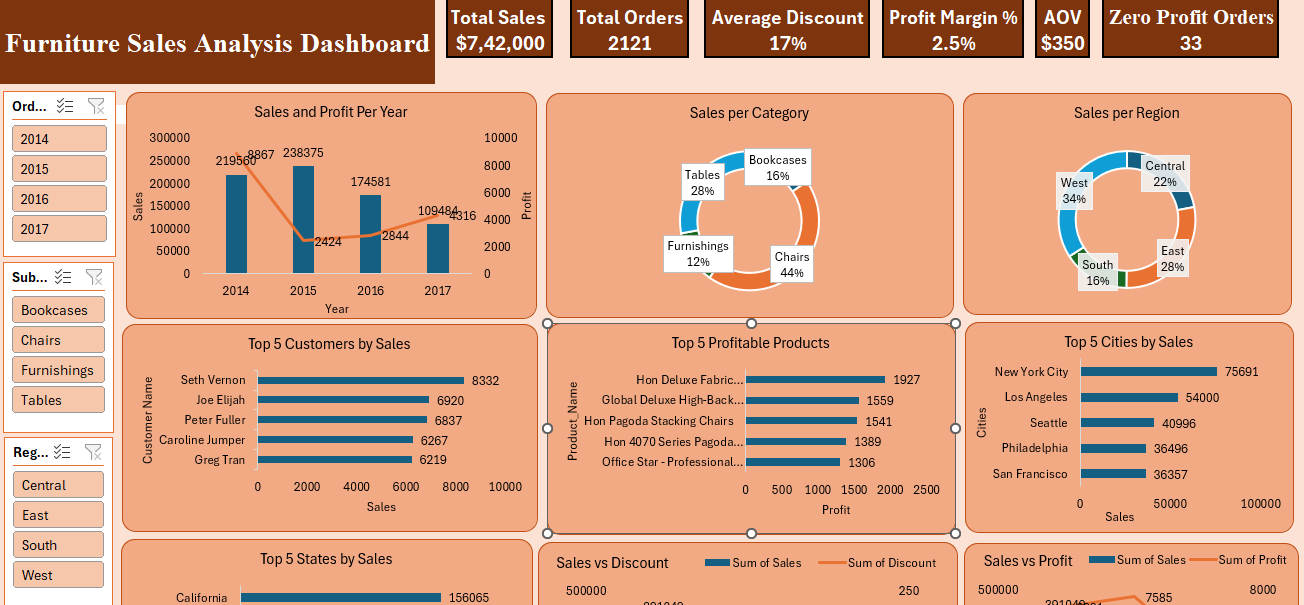 Furniture Sales Analysis Dashboard
Total Sales
$7,42,000
Total Orders
2121
Average Discount
17%
Profit Margin %
2.5%
AOV
$350
Zero Profit Orders
33
Ord...
2014
2015
2016
2017
Sub...
Bookcases
Chairs
Furnishings
Tables
Reg...
Central
East
South
West
Sales and Profit Per Year
300000
250000
200000
150000
100000
50000
0
Sales
10000
8000
6000
4000
2000
0
Profit
219560
8867
238375
2424
174581
2844
109484
4316
2014
2015
2016
2017
Year
Sales per Category
Bookcases
16%
Tables
28%
Furnishings
12%
Chairs
44%
Sales per Region
Central
22%
West
34%
East
28%
South
16%
Top 5 Customers by Sales
Customer Name
Seth Vernon 8332
Joe Elijah 6920
Peter Fuller 6837
Caroline Jumper 6267
Greg Tran 6219
0 2000 4000 6000 8000 10000
Sales
Top 5 Profitable Products
Product_Name
Hon Deluxe Fabric... 1927
Global Deluxe High-Back... 1559
Hon Pagoda Stacking Chairs 1541
Hon 4070 Series Pagoda... 1389
Office Star - Professional... 1306
0 500 1000 1500 2000 2500
Profit
Top 5 Cities by Sales
Cities
New York City 75691
Los Angeles 54000
Seattle 40996
Philadelphia 36496
San Francisco 36357
0 50000 100000
Sales
Top 5 States by Sales
California 156065
Sales vs Discount
Sum of Sales
Sum of Discount
500000
250
Sales vs Profit
Sum of Sales
Sum of Profit
500000
7585
8000